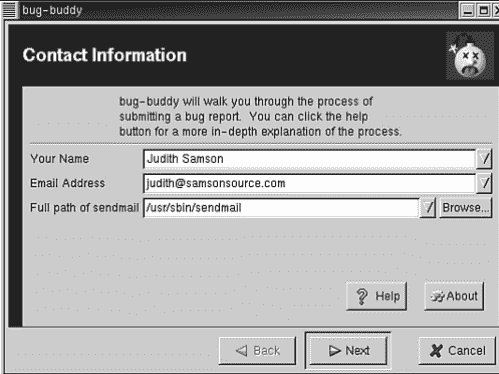 bug-buddy
Contact Information
bug-buddy will walk you through the process of
submitting a bug report. You can click the help
button for a more in-depth explanation of the process.
Your Name Judith Samson
Email Address judith@samsonsource.com
Full path of sendmail /usr/sbin/sendmail Browse...
Help About
Back Next Cancel